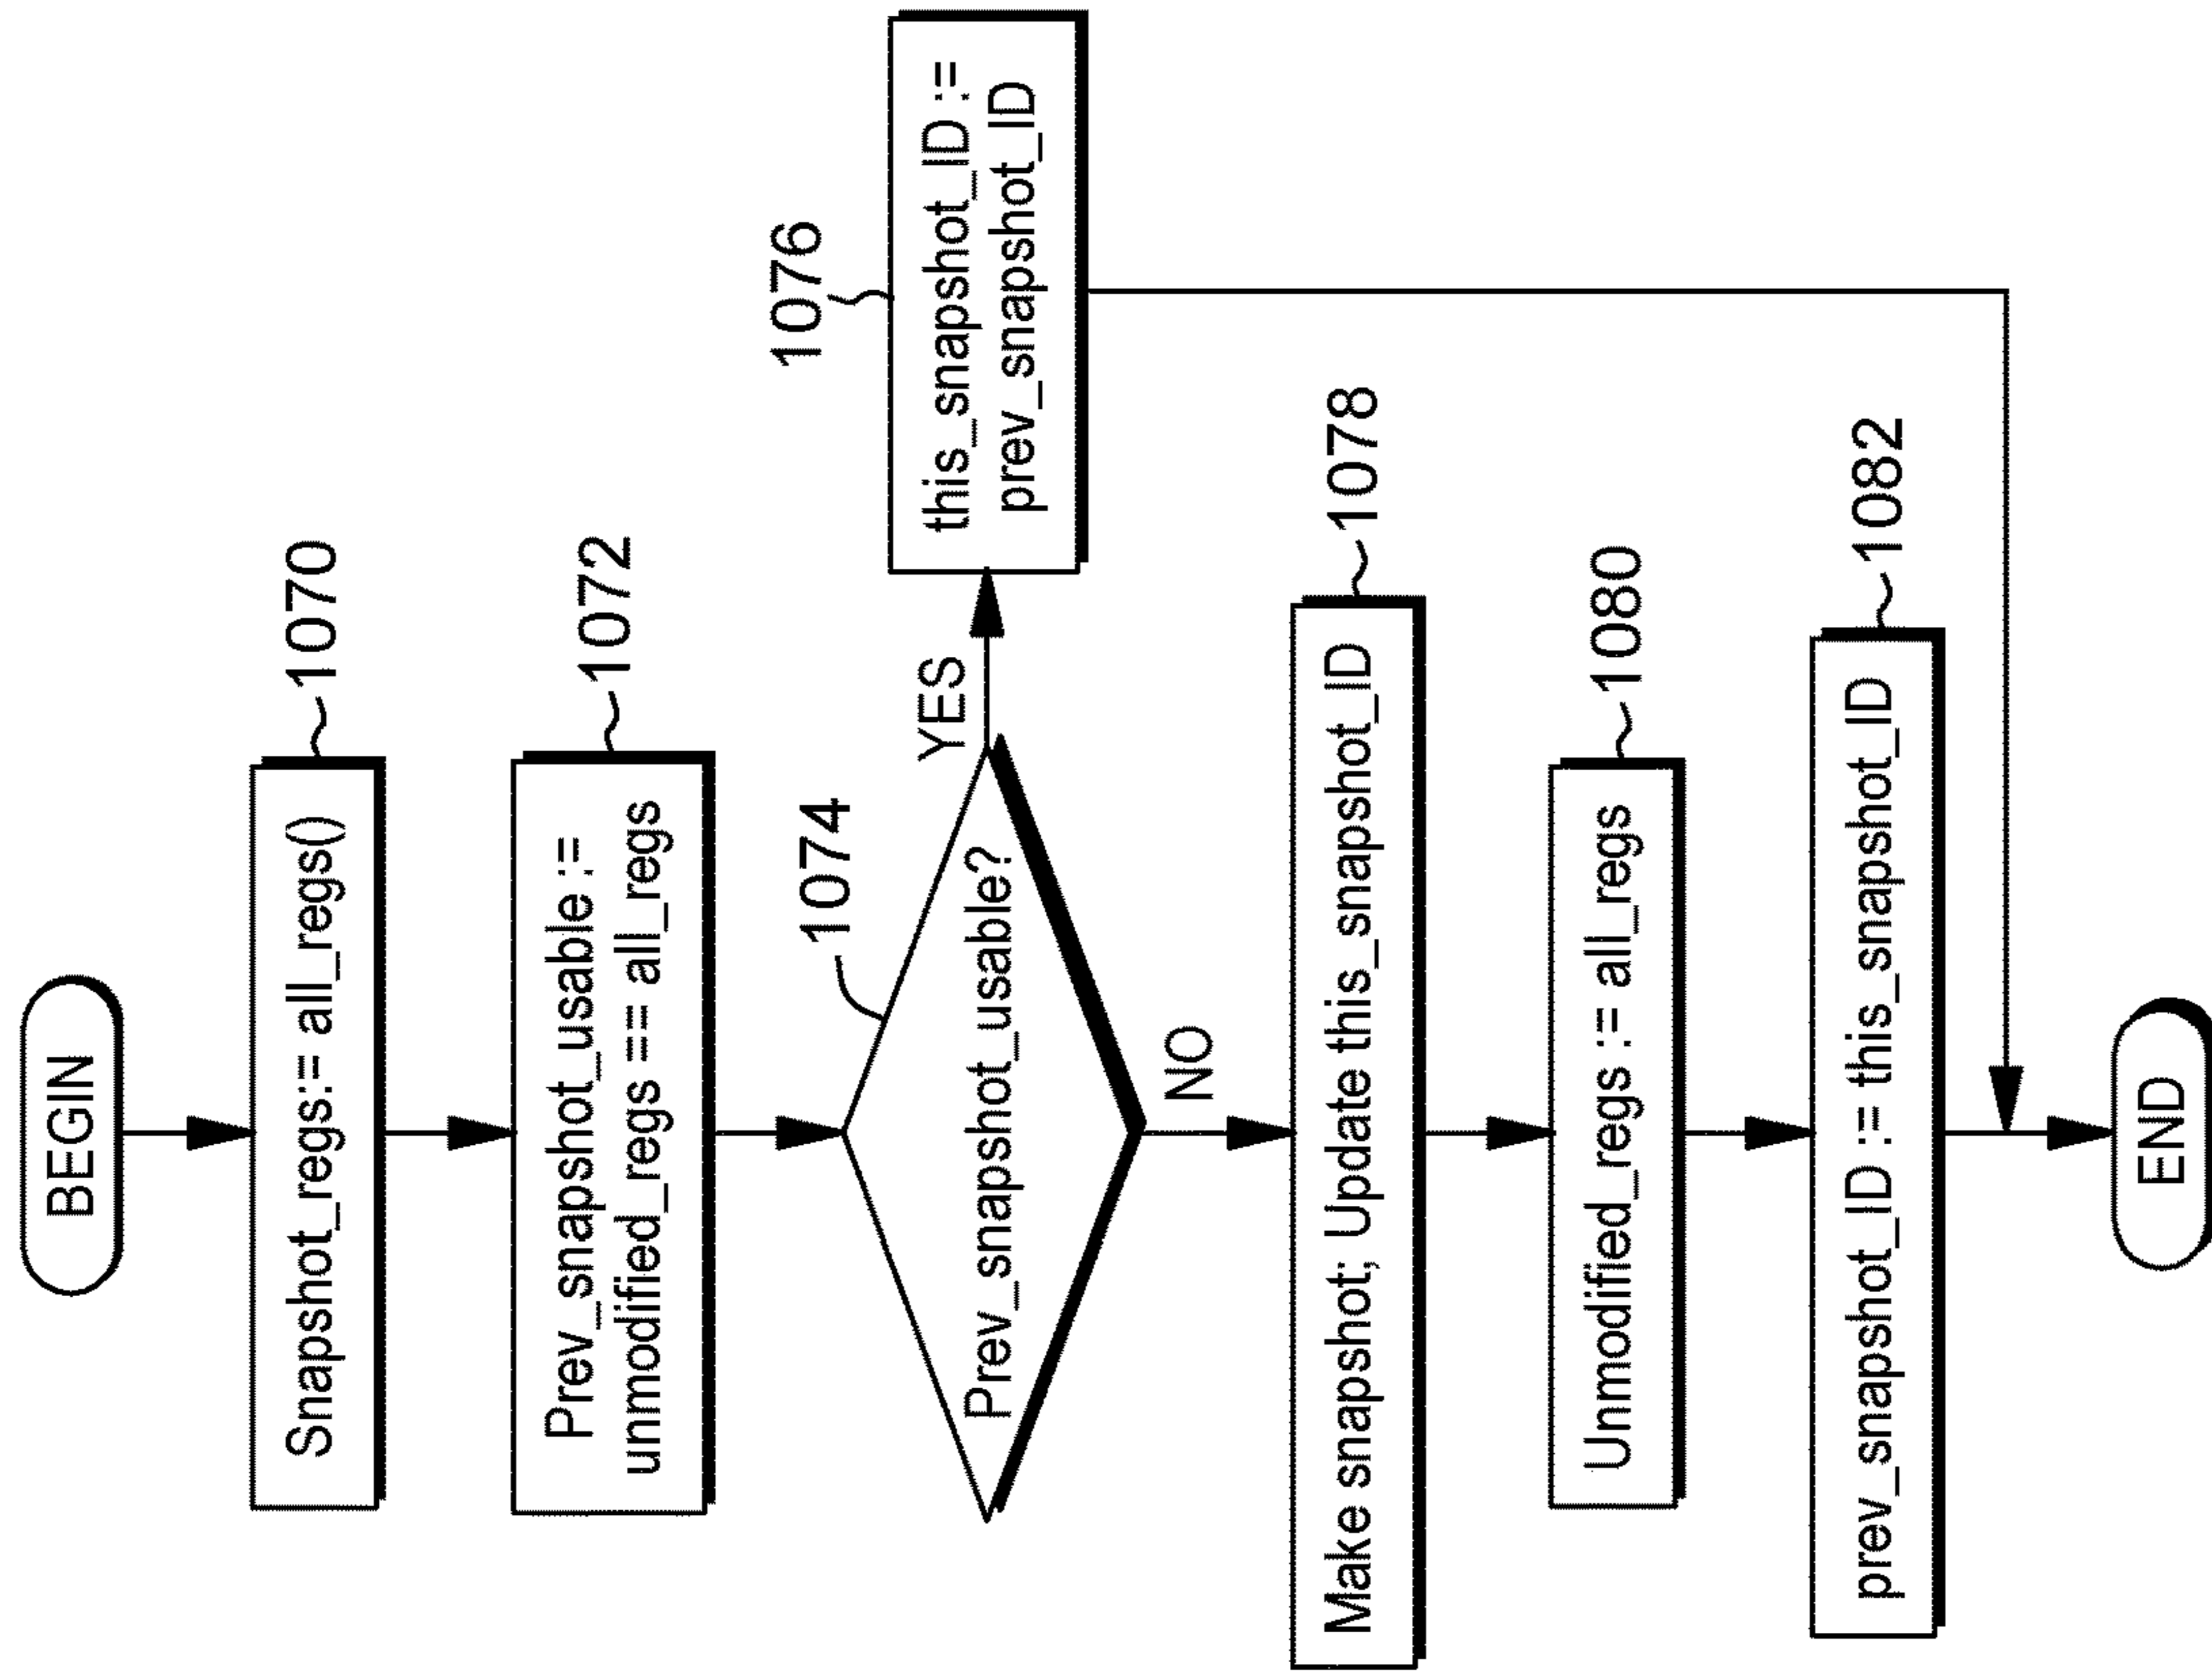 BEGIN
Snapshot_regs:= all_regs()
1070
Prev_snapshot_usable :=
unmodified_regs == all_regs
1072
Prev_snapshot_usable?
1074
YES
this_snapshot_ID :=
prev_snapshot_ID
1076
NO
Make snapshot; Update this_snapshot_ID
1078
Unmodified_regs := all_regs
1080
prev_snapshot_ID := this_snapshot_ID
1082
END